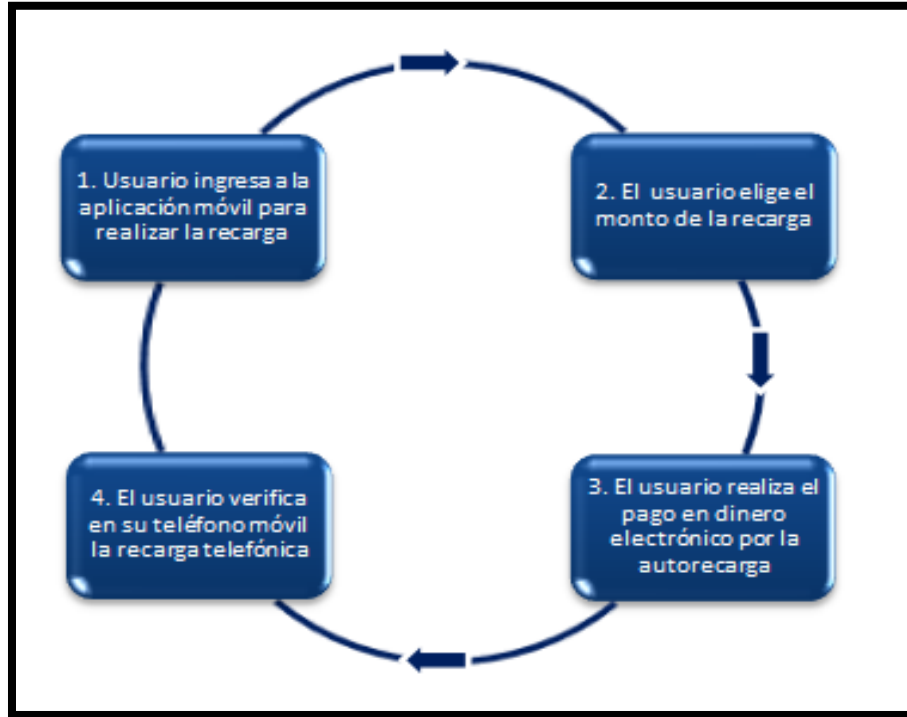 1. Usuario ingresa a la
aplicación móvil para
realizar la recarga
2. El usuario elige el
monto de la recarga
3. El usuario realiza el
pago en dinero
electrónico por la
autorecarga
4. El usuario verifica
en su teléfono móvil
la recarga telefónica